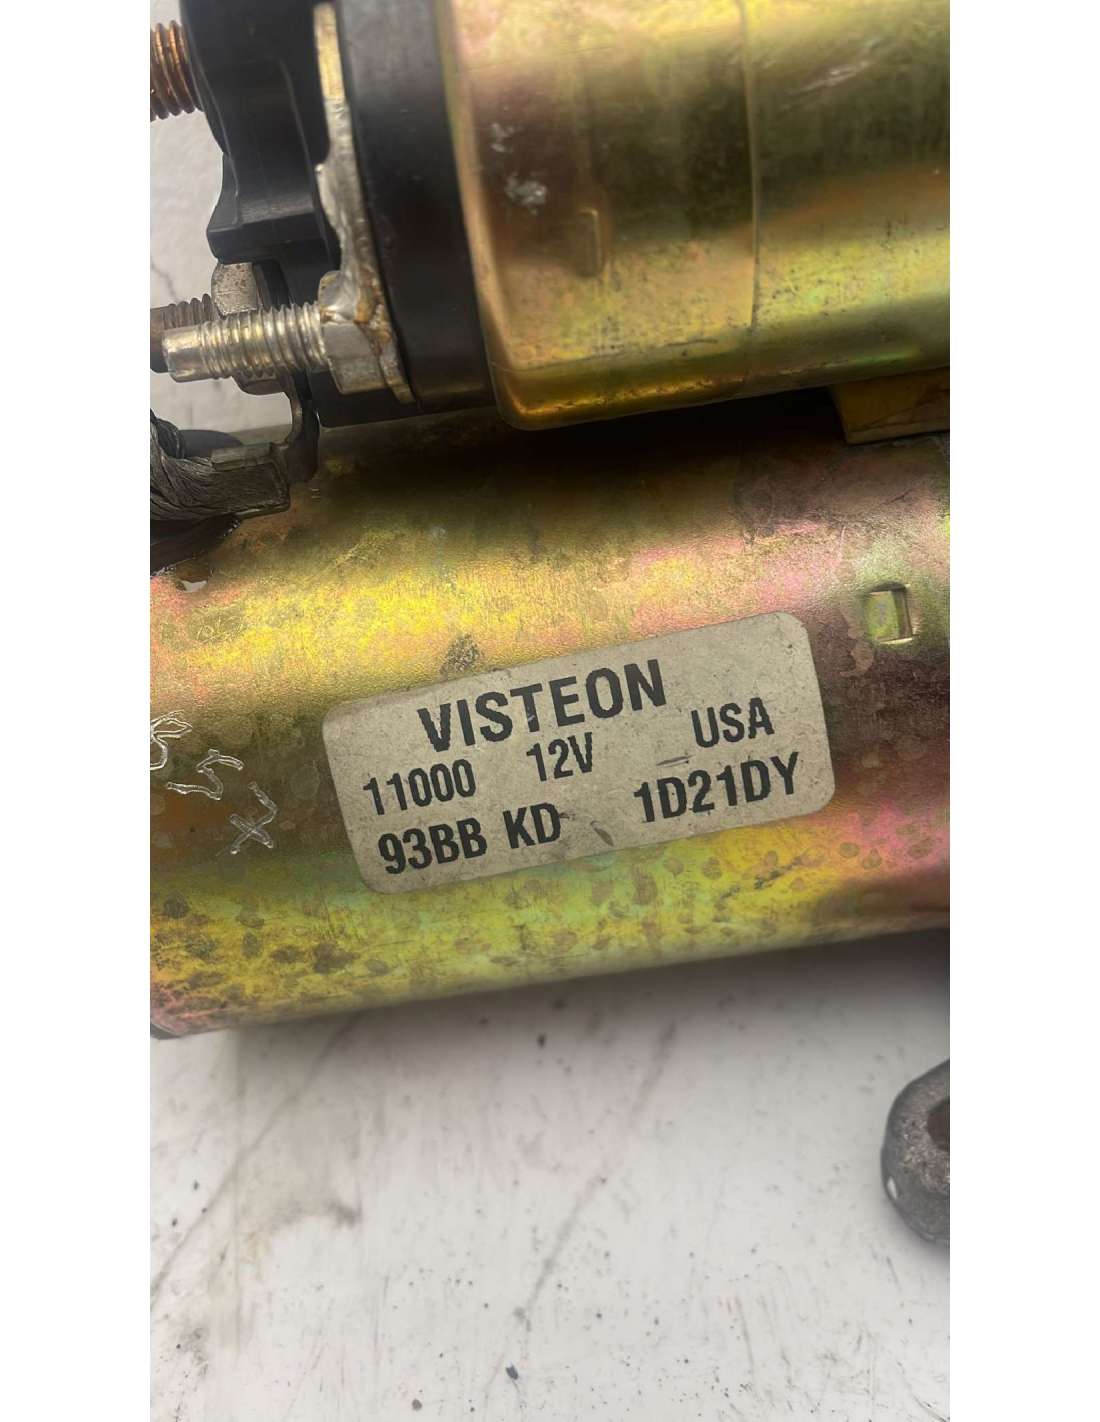 VISTEON
11000 12V USA
93BB KD 1D21DY